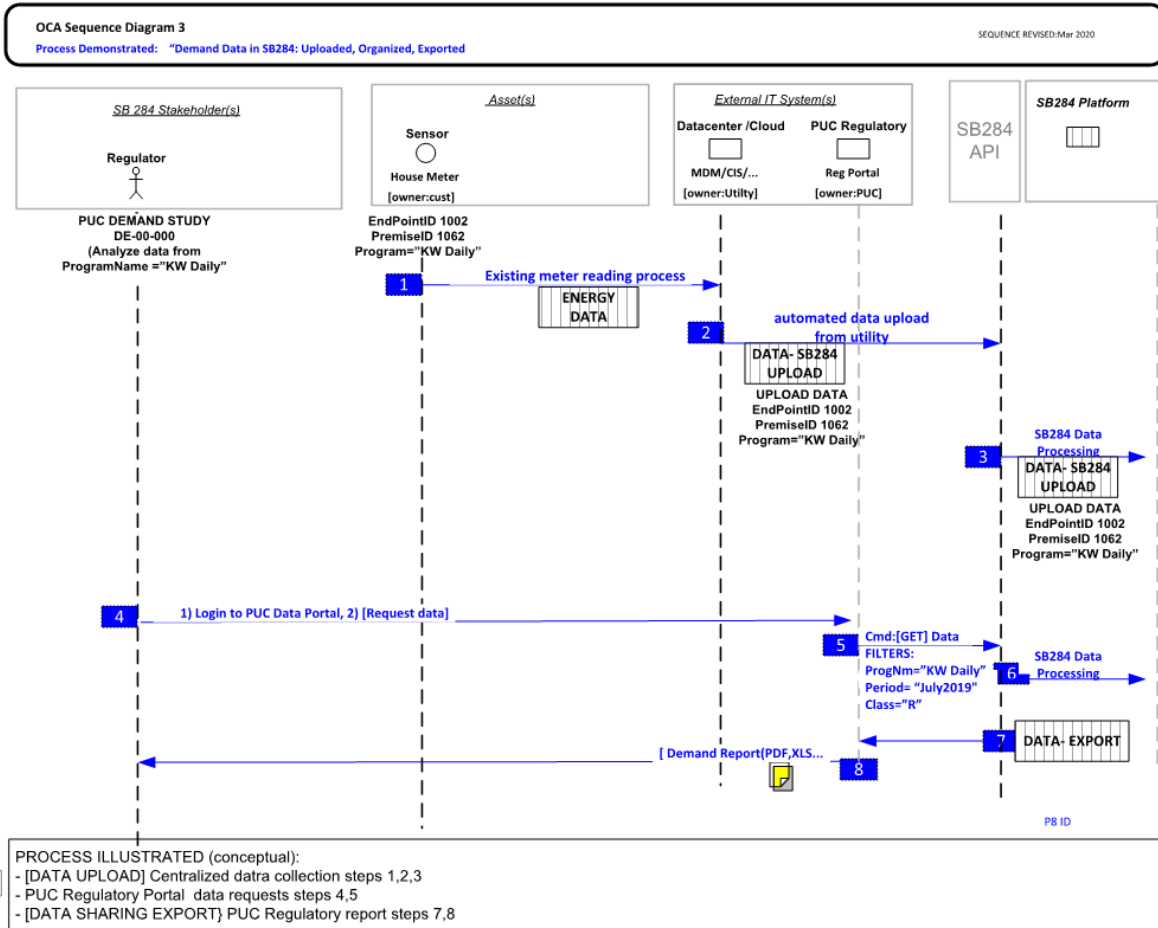 OCA Sequence Diagram 3
SEQUENCE REVISED:Mar 2020
Process Demonstrated: “Demand Data in SB284: Uploaded, Organized, Exported
SB 284 Stakeholder(s)
Regulator
PUC DEMAND STUDY
DE-00-000
(Analyze data from
ProgramName =”KW Daily”
Asset(s)
Sensor
House Meter
[owner:cust]
EndPointID 1002
PremiseID 1062
Program=”KW Daily”
External IT System(s)
Datacenter /Cloud
MDM/CIS/...
[owner:Utilty]
PUC Regulatory
Reg Portal
[owner:PUC]
SB284
API
SB284 Platform
1
Existing meter reading process
ENERGY
DATA
2
automated data upload
from utility
DATA- SB284
UPLOAD
UPLOAD DATA
EndPointID 1002
PremiseID 1062
Program=”KW Daily”
3
SB284 Data
Processing
DATA- SB284
UPLOAD
UPLOAD DATA
EndPointID 1002
PremiseID 1062
Program=”KW Daily”
4
1) Login to PUC Data Portal, 2) [Request data]
5
Cmd:[GET] Data
FILTERS:
ProgNm=”KW Daily”
Period= “July2019"
Class=”R”
6
SB284 Data
Processing
7
DATA- EXPORT
[ Demand Report(PDF,XLS...
8
P8 ID
PROCESS ILLUSTRATED (conceptual):
- [DATA UPLOAD] Centralized datra collection steps 1,2,3
- PUC Regulatory Portal  data requests steps 4,5
- [DATA SHARING EXPORT} PUC Regulatory report steps 7,8